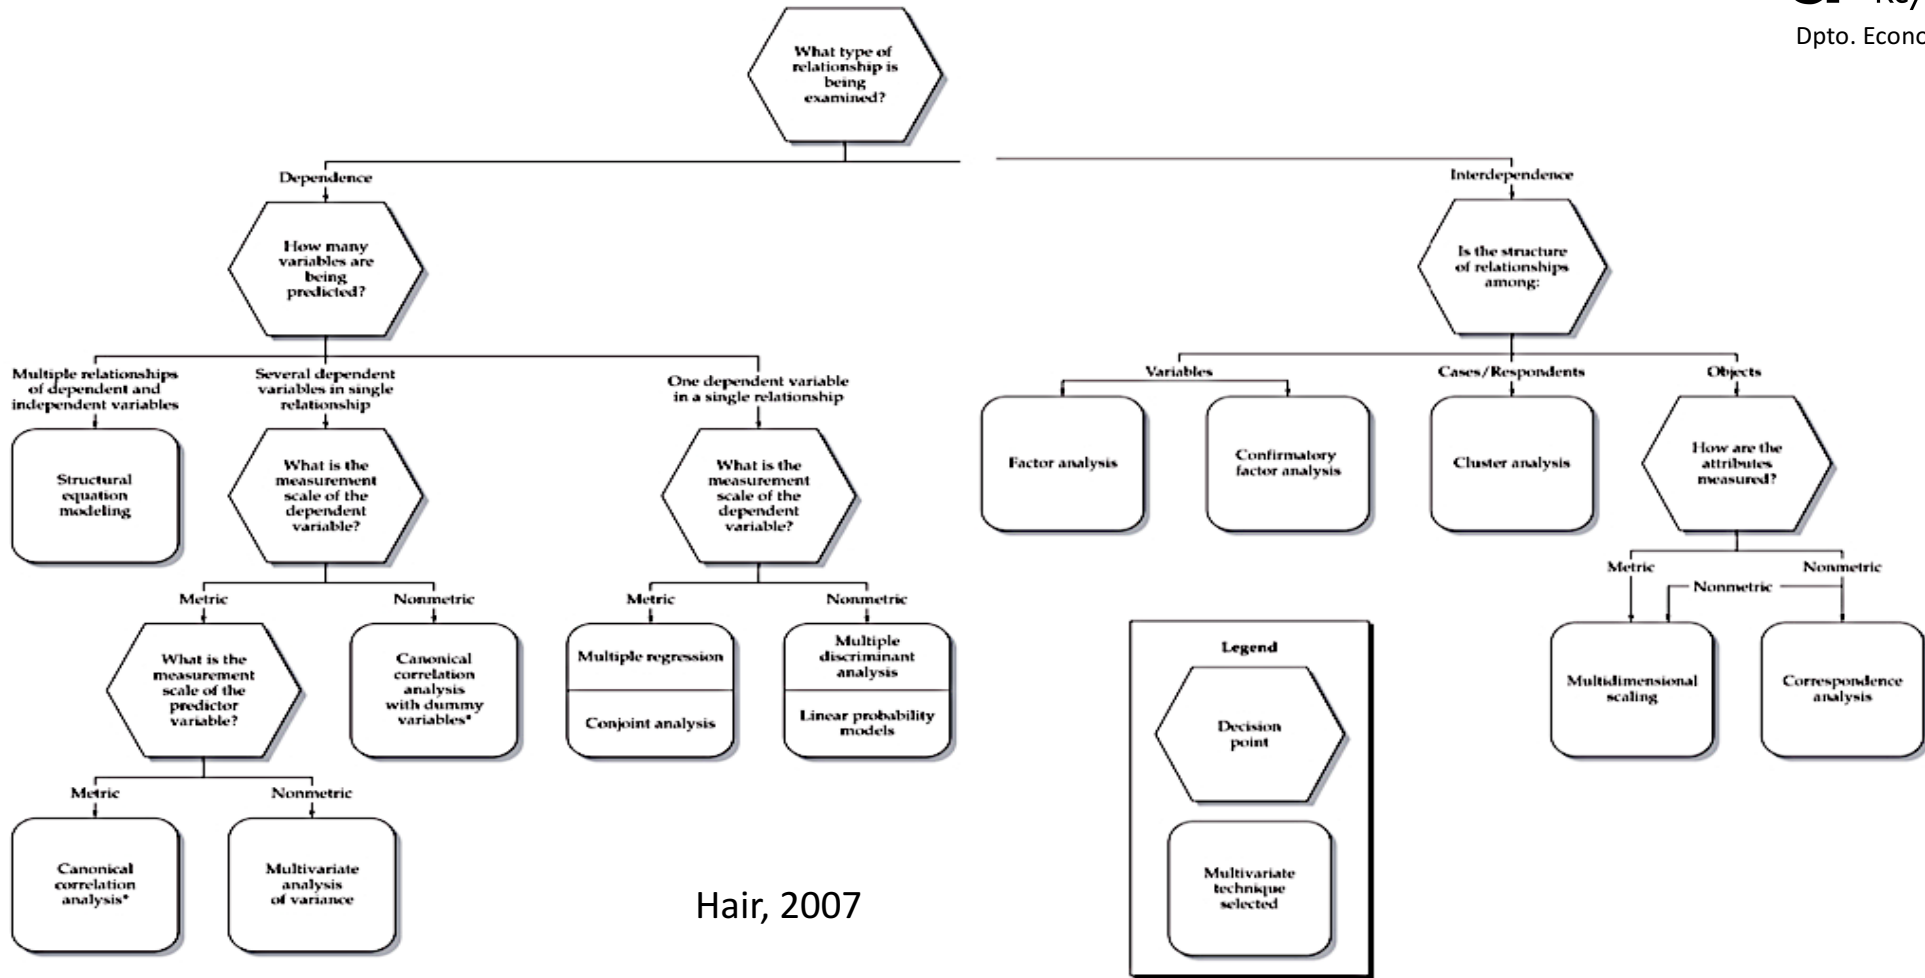 Dpto. Econo
What type of
relationship is
being
examined?
Dependence
Interdependence
How many
variables are
being
predicted?
Is the structure
of relationships
among:
Multiple relationships
of dependent and
independent variables
Several dependent
variables in single
relationship
One dependent variable
in a single relationship
Variables
Cases/Respondents
Objects
Structural
equation
modeling
What is the
measurement
scale of the
dependent
variable?
What is the
measurement
scale of the
dependent
variable?
Factor analysis
Confirmatory
factor analysis
Cluster analysis
How are the
attributes
measured?
Metric
Nonmetric
Metric
Nonmetric
Metric
Nonmetric
Nonmetric
What is the
measurement
scale of the
predictor
variable?
Canonical
correlation
analysis
with dummy
variables*
Multiple regression
Conjoint analysis
Multiple
discriminant
analysis
Linear probability
models
Legend
Decision
point
Multivariate
technique
selected
Multidimensional
scaling
Correspondence
analysis
Metric
Nonmetric
Canonical
correlation
analysis*
Multivariate
analysis
of variance
Hair, 2007